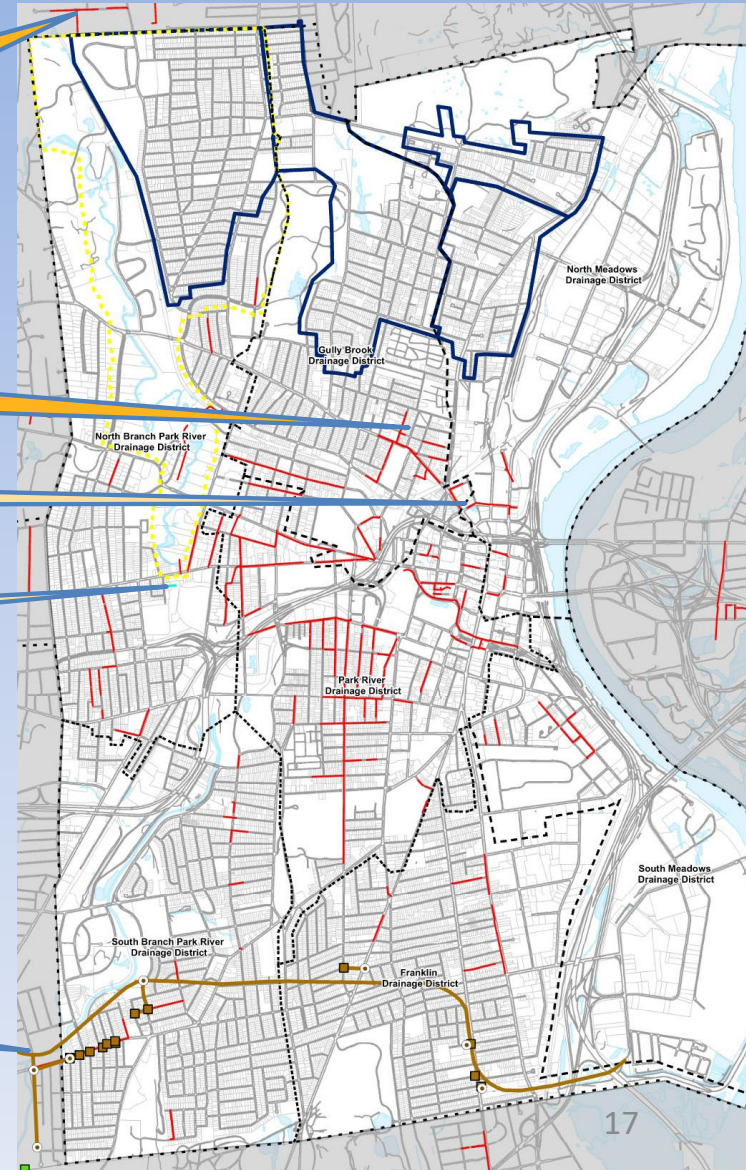 North Meadows
Drainage District
Gully Brook
Drainage District
North Branch Park River
Drainage District
Park River
Drainage District
South Meadows
Drainage District
South Branch Park River
Drainage District
Franklin
Drainage District
17